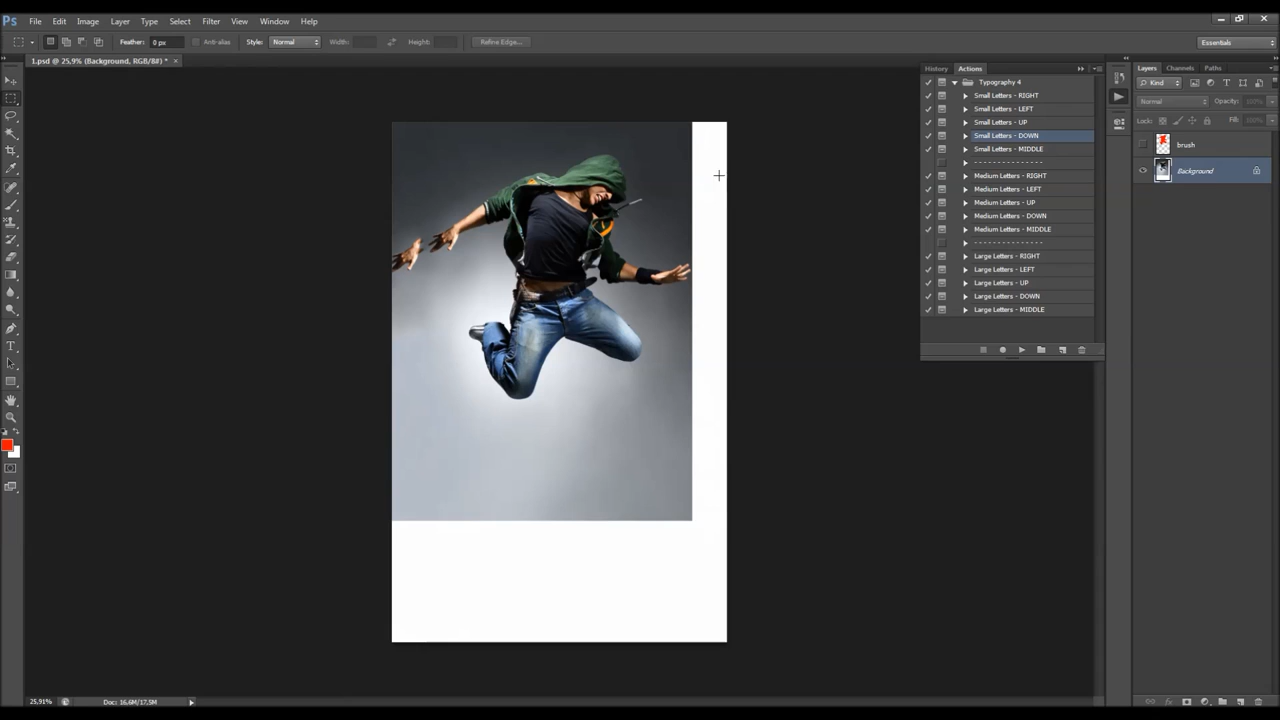 Ps File Edit Image Layer Type Select Filter View Window Help
Feather: 0 px Anti-alias Style: Normal Width: Height: Refine Edge... Essentials
1.psd @ 25,9% (Background, RGB/8#) * ×
History Actions
Typography 4
Small Letters - RIGHT
Small Letters - LEFT
Small Letters - UP
Small Letters - DOWN
Small Letters - MIDDLE
- - - - - - - - - - - - - - - -
Medium Letters - RIGHT
Medium Letters - LEFT
Medium Letters - UP
Medium Letters - DOWN
Medium Letters - MIDDLE
- - - - - - - - - - - - - - - -
Large Letters - RIGHT
Large Letters - LEFT
Large Letters - UP
Large Letters - DOWN
Large Letters - MIDDLE
Layers Channels Paths
Kind
Normal Opacity: 100%
Lock: Fill: 100%
brush
Background
25,91% Doc: 16,6M/17,5M